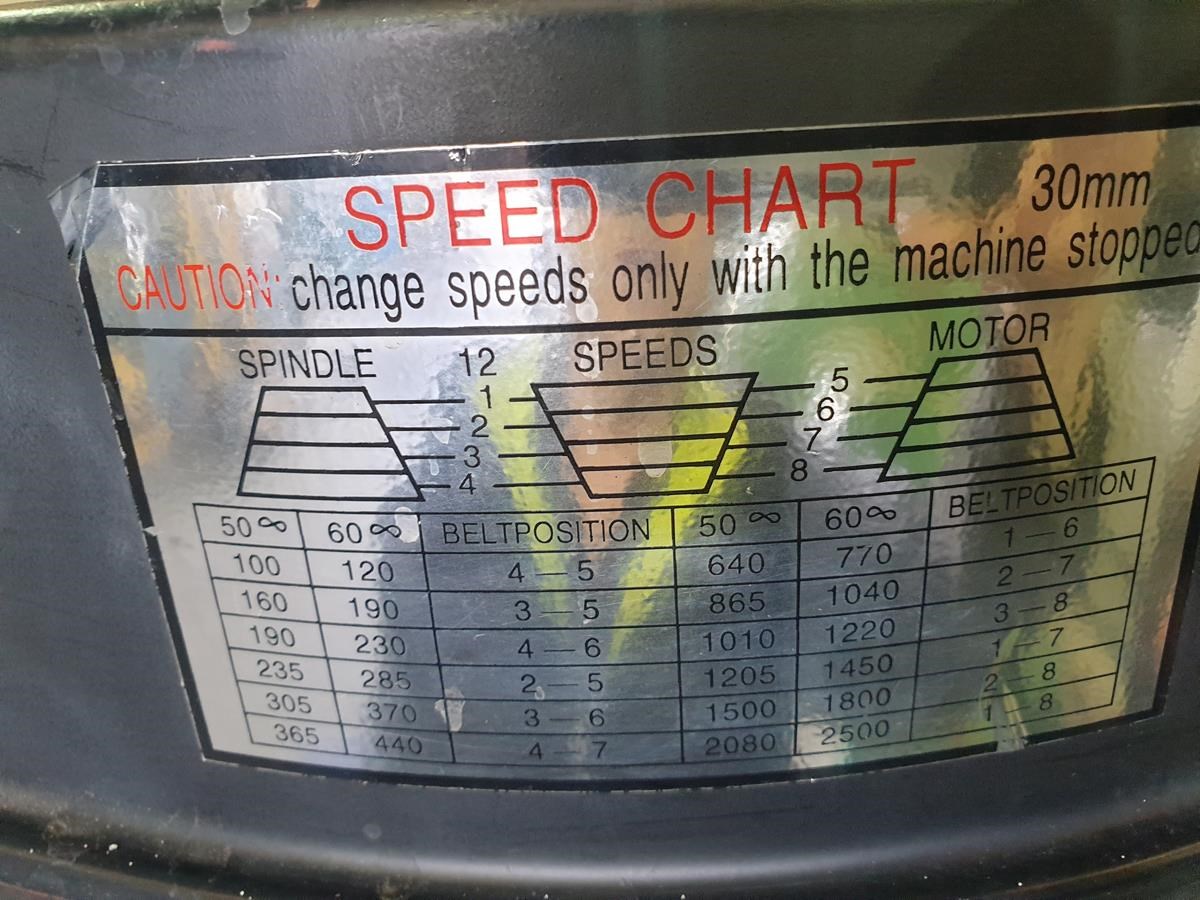 SPEED CHART 30mm
CAUTION: change speeds only with the machine stopped
SPINDLE 12 SPEEDS MOTOR
1 5
2 6
3 7
4 8
50∞ 60∞ BELTPOSITION 50∞ 60∞ BELTPOSITION
100 120 4—5 640 770 1—6
160 190 3—5 865 1040 2—7
190 230 4—6 1010 1220 3—8
235 285 2—5 1205 1450 1—7
305 370 3—6 1500 1800 2—8
365 440 4—7 2080 2500 1—8